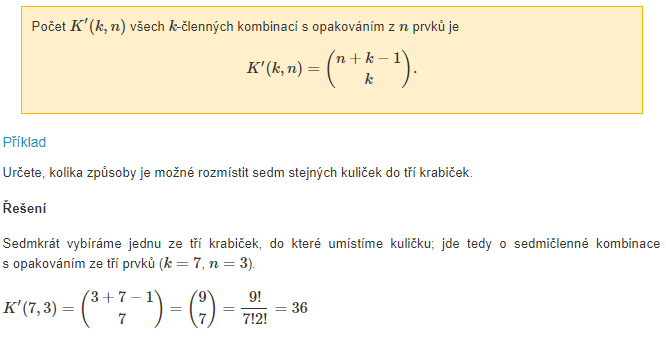 Počet K′(k, n) všech k-členných kombinací s opakováním z n prvků je
K′(k, n) = \binom{n + k − 1}{k}.
Příklad
Určete, kolika způsoby je možné rozmístit sedm stejných kuliček do tří krabiček.
Řešení
Sedmkrát vybíráme jednu ze tří krabiček, do které umístíme kuličku; jde tedy o sedmičlenné kombinace
s opakováním ze tří prvků (k = 7, n = 3).
K′(7, 3) = \binom{3 + 7 − 1}{7} = \binom{9}{7} = \frac{9!}{7!2!} = 36